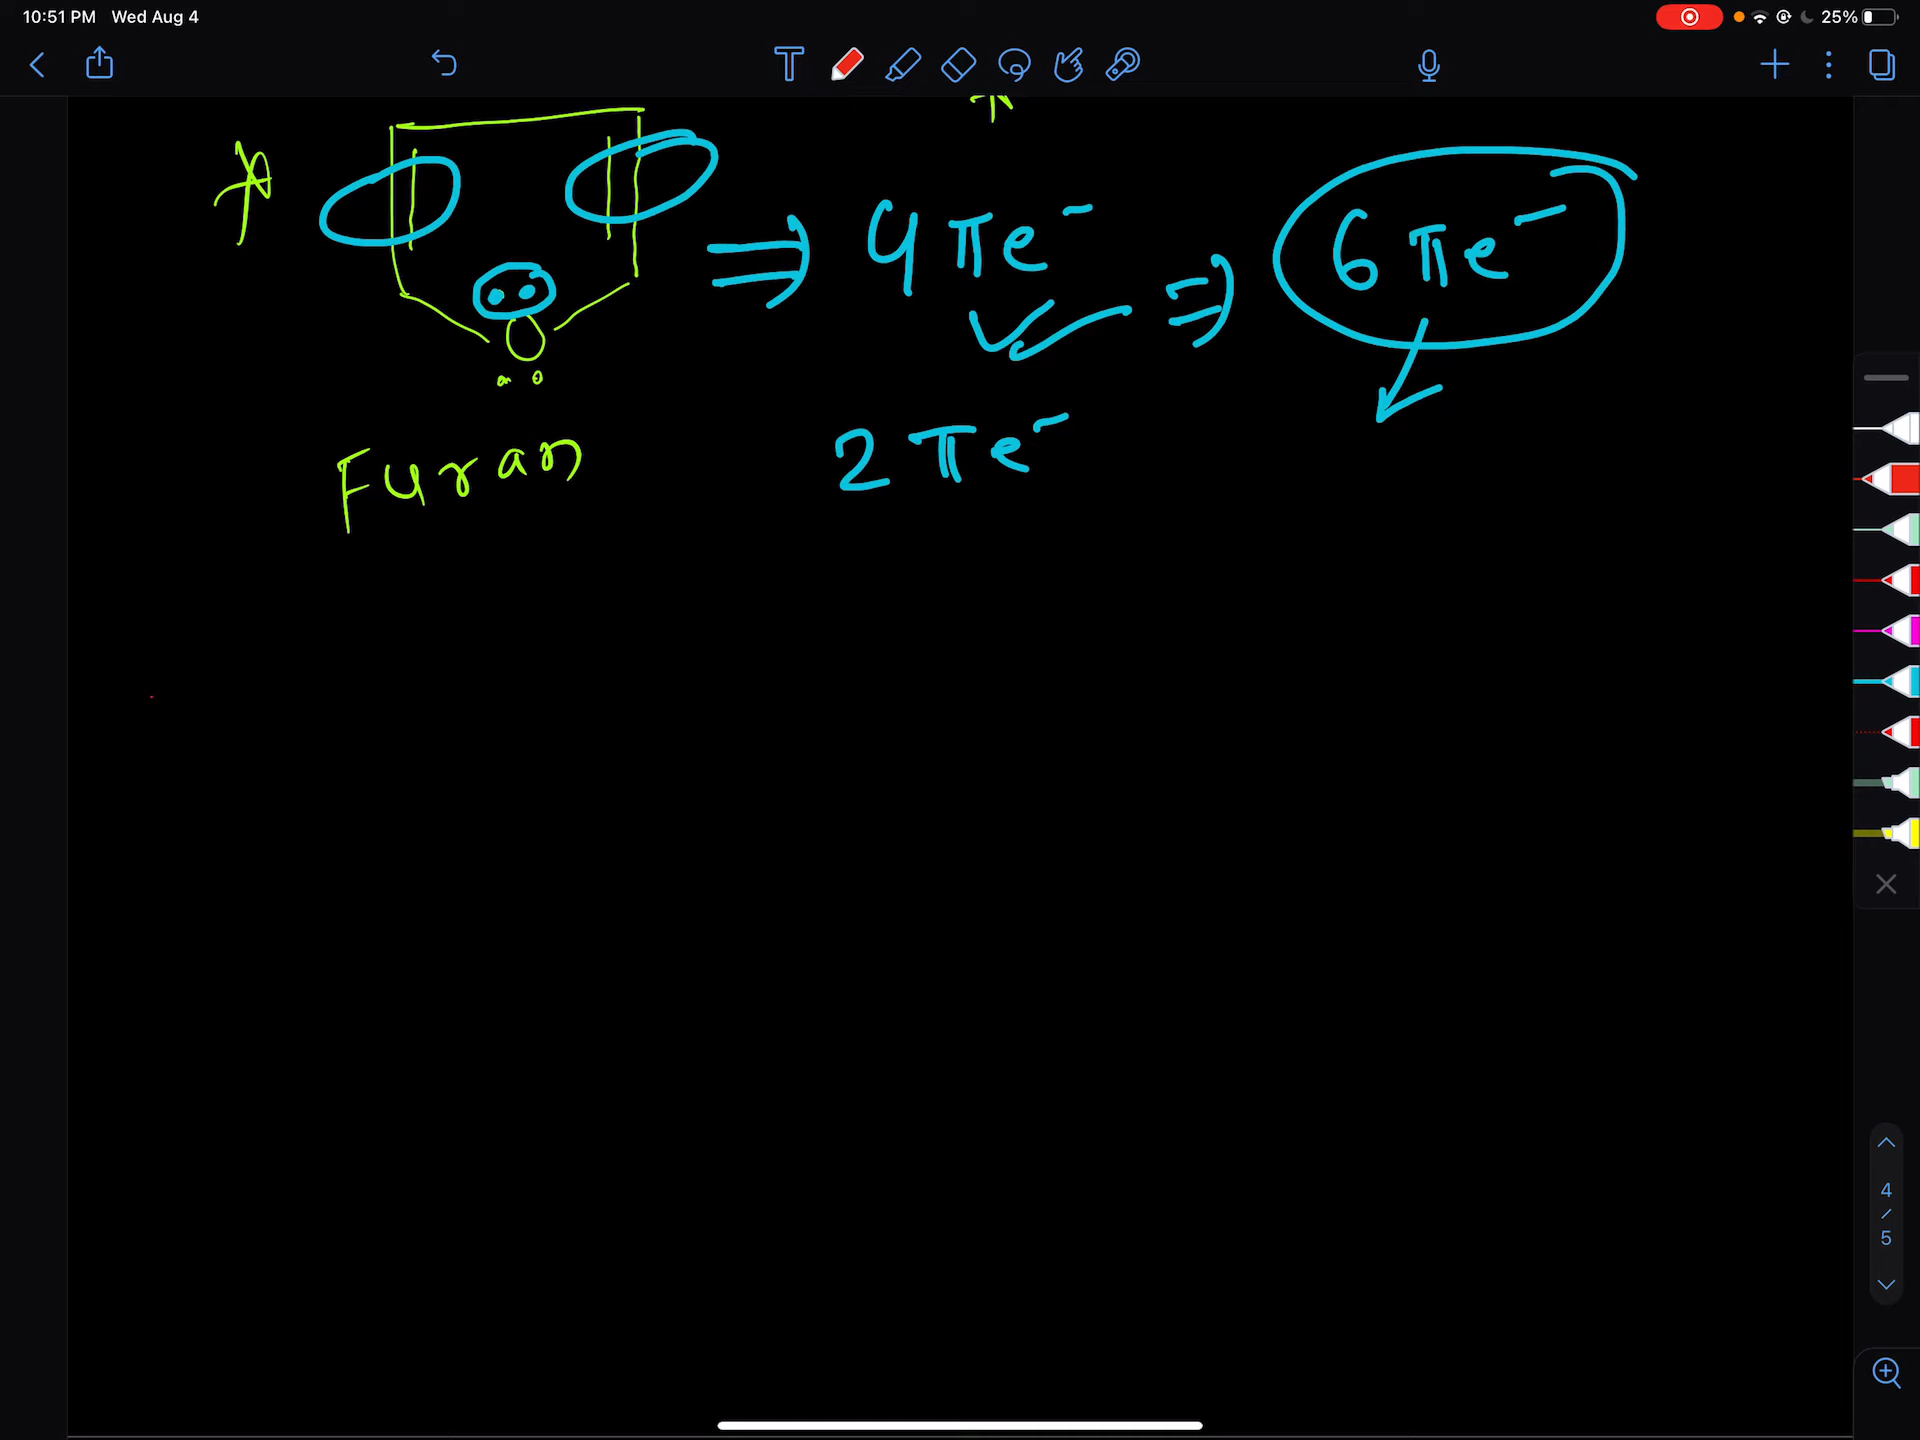 10:51 PM Wed Aug 4
25%
⇒ 4πe⁻ ⇒ 6πe⁻
O
Furan 2πe⁻
4
/
5